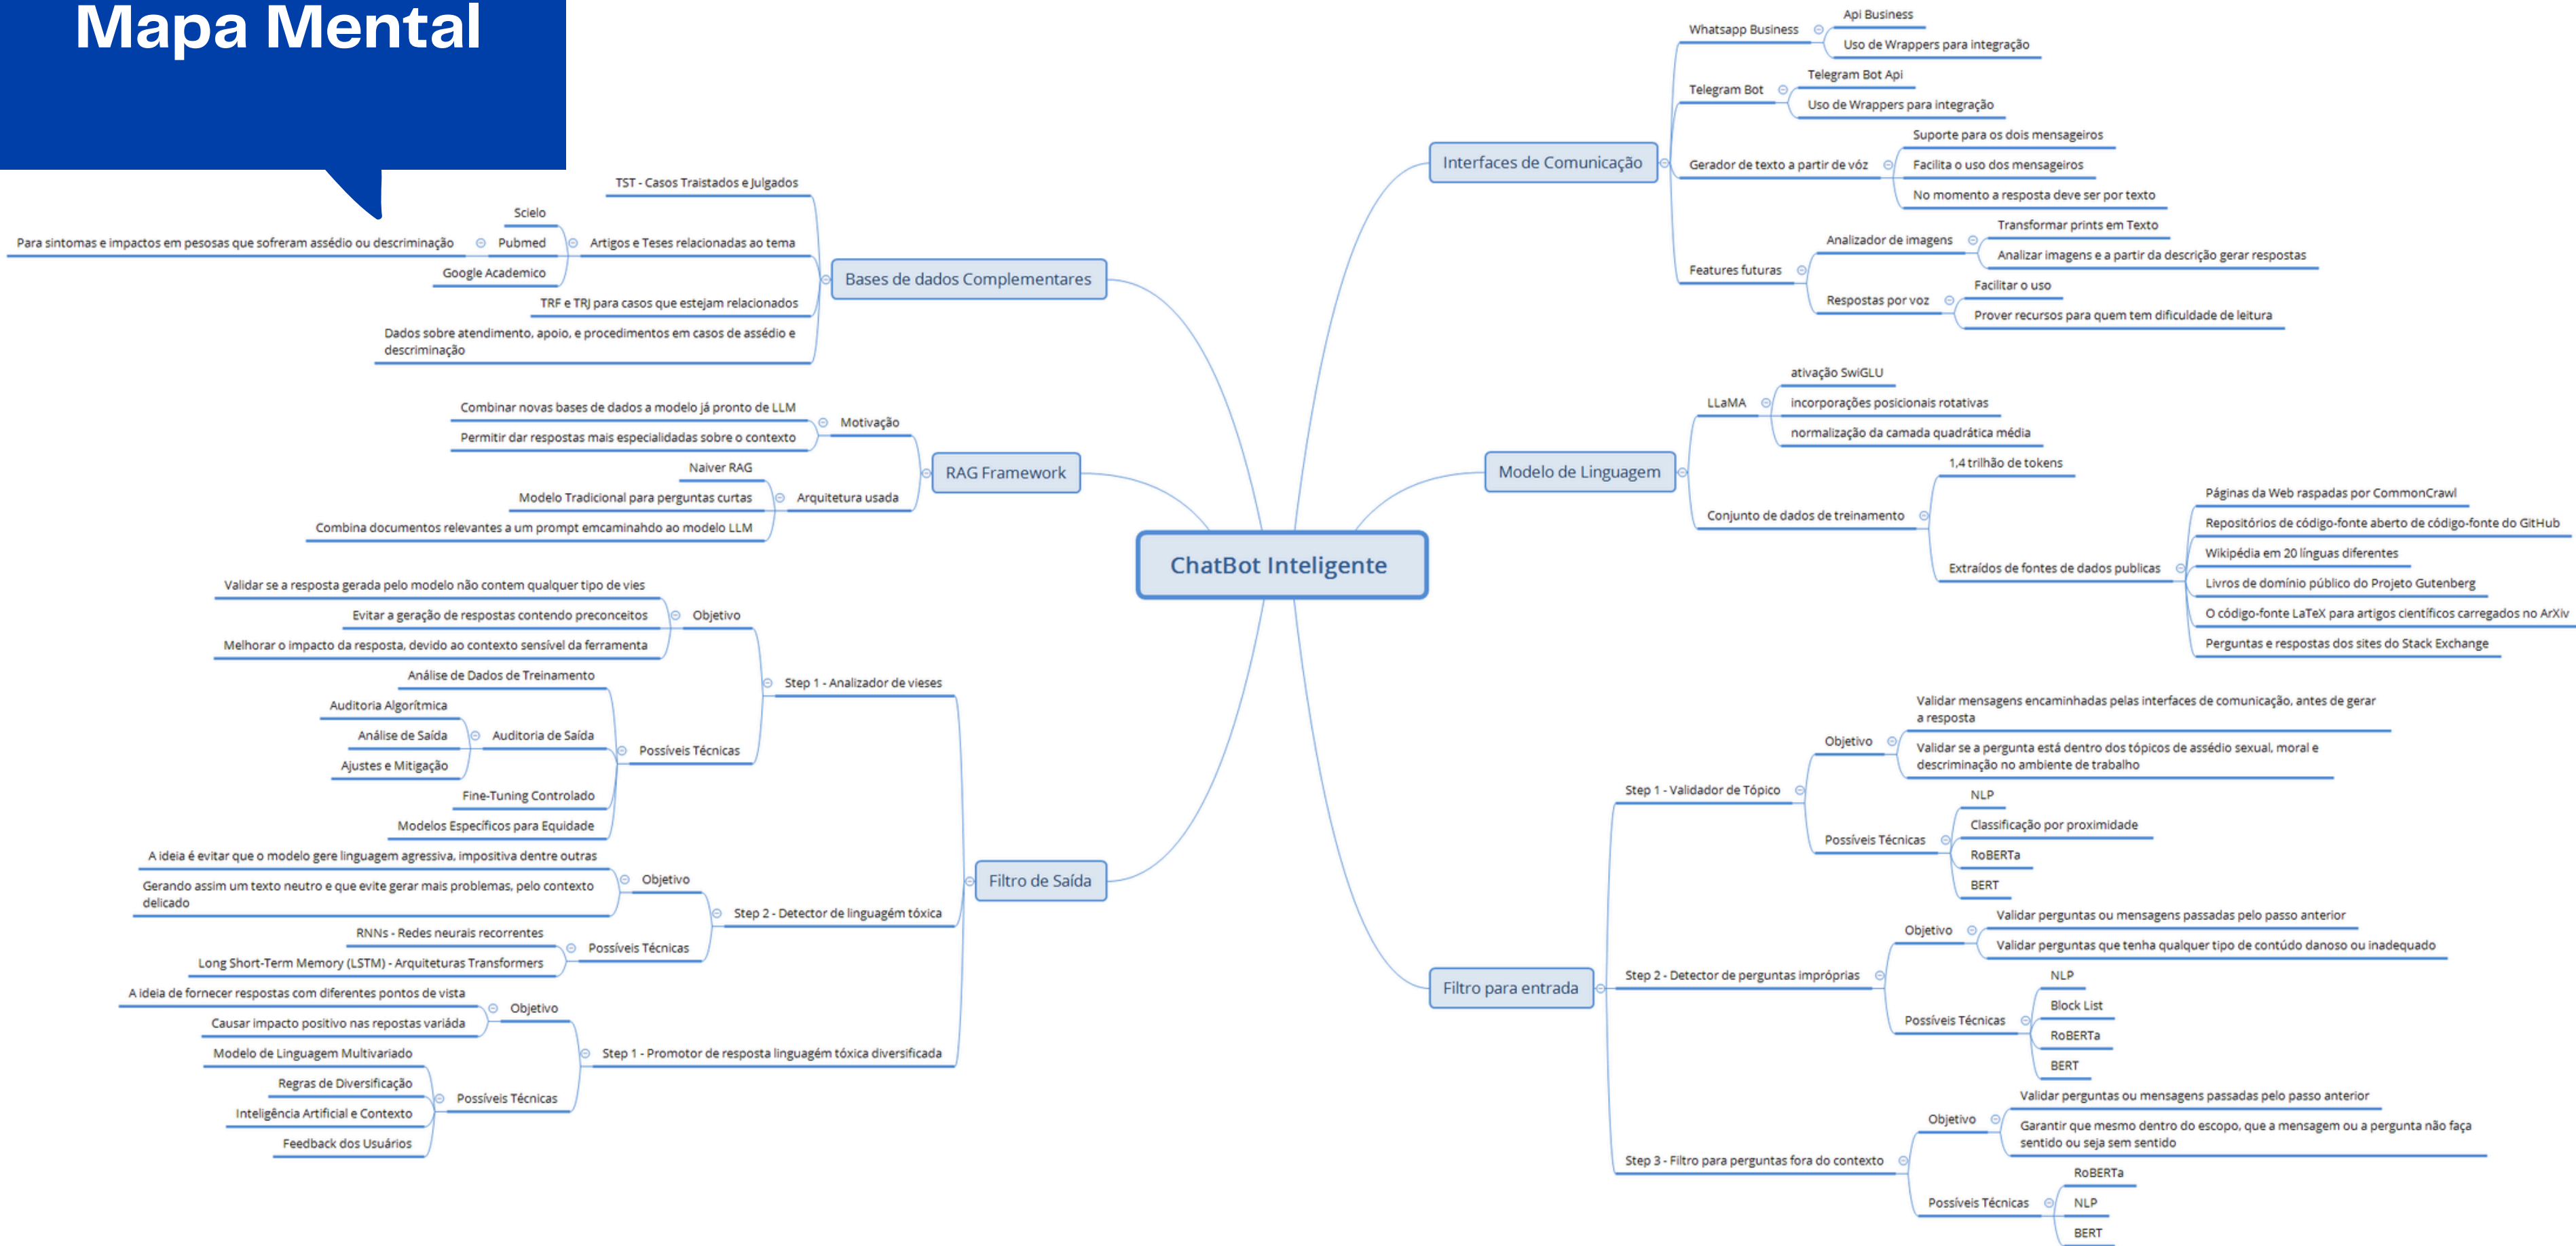 Mapa Mental
ChatBot Inteligente
Interfaces de Comunicação
Whatsapp Business
Api Business
Uso de Wrappers para integração
Telegram Bot
Telegram Bot Api
Uso de Wrappers para integração
Gerador de texto a partir de vóz
Suporte para os dois mensageiros
Facilita o uso dos mensageiros
No momento a resposta deve ser por texto
Features futuras
Analizador de imagens
Transformar prints em Texto
Analizar imagens e a partir da descrição gerar respostas
Respostas por voz
Facilitar o uso
Prover recursos para quem tem dificuldade de leitura
Modelo de Linguagem
LLaMA
ativação SwiGLU
incorporações posicionais rotativas
normalização da camada quadrática média
Conjunto de dados de treinamento
1,4 trilhão de tokens
Extraídos de fontes de dados publicas
Páginas da Web raspadas por CommonCrawl
Repositórios de código-fonte aberto de código-fonte do GitHub
Wikipédia em 20 línguas diferentes
Livros de domínio público do Projeto Gutenberg
O código-fonte LaTeX para artigos científicos carregados no ArXiv
Perguntas e respostas dos sites do Stack Exchange
Filtro para entrada
Step 1 - Validador de Tópico
Objetivo
Validar mensagens encaminhadas pelas interfaces de comunicação, antes de gerar
a resposta
Validar se a pergunta está dentro dos tópicos de assédio sexual, moral e
descriminação no ambiente de trabalho
Possíveis Técnicas
NLP
Classificação por proximidade
RoBERTa
BERT
Step 2 - Detector de perguntas impróprias
Objetivo
Validar perguntas ou mensagens passadas pelo passo anterior
Validar perguntas que tenha qualquer tipo de contúdo danoso ou inadequado
Possíveis Técnicas
NLP
Block List
RoBERTa
BERT
Step 3 - Filtro para perguntas fora do contexto
Objetivo
Validar perguntas ou mensagens passadas pelo passo anterior
Garantir que mesmo dentro do escopo, que a mensagem ou a pergunta não faça
sentido ou seja sem sentido
Possíveis Técnicas
RoBERTa
NLP
BERT
Bases de dados Complementares
TST - Casos Traistados e Julgados
Artigos e Teses relacionadas ao tema
Scielo
Pubmed
Para sintomas e impactos em pesosas que sofreram assédio ou descriminação
Google Academico
TRF e TRJ para casos que estejam relacionados
Dados sobre atendimento, apoio, e procedimentos em casos de assédio e
descriminação
RAG Framework
Motivação
Combinar novas bases de dados a modelo já pronto de LLM
Permitir dar respostas mais especialidadas sobre o contexto
Arquitetura usada
Naiver RAG
Modelo Tradicional para perguntas curtas
Combina documentos relevantes a um prompt emcaminahdo ao modelo LLM
Filtro de Saída
Step 1 - Analizador de vieses
Objetivo
Validar se a resposta gerada pelo modelo não contem qualquer tipo de vies
Evitar a geração de respostas contendo preconceitos
Melhorar o impacto da resposta, devido ao contexto sensível da ferramenta
Possíveis Técnicas
Análise de Dados de Treinamento
Auditoria de Saída
Auditoria Algorítmica
Análise de Saída
Ajustes e Mitigação
Fine-Tuning Controlado
Modelos Específicos para Equidade
Step 2 - Detector de linguagém tóxica
Objetivo
A ideia é evitar que o modelo gere linguagem agressiva, impositiva dentre outras
Gerando assim um texto neutro e que evite gerar mais problemas, pelo contexto
delicado
Possíveis Técnicas
RNNs - Redes neurais recorrentes
Long Short-Term Memory (LSTM) - Arquiteturas Transformers
Step 1 - Promotor de resposta linguagém tóxica diversificada
Objetivo
A ideia de fornecer respostas com diferentes pontos de vista
Causar impacto positivo nas repostas variáda
Possíveis Técnicas
Modelo de Linguagem Multivariado
Regras de Diversificação
Inteligência Artificial e Contexto
Feedback dos Usuários